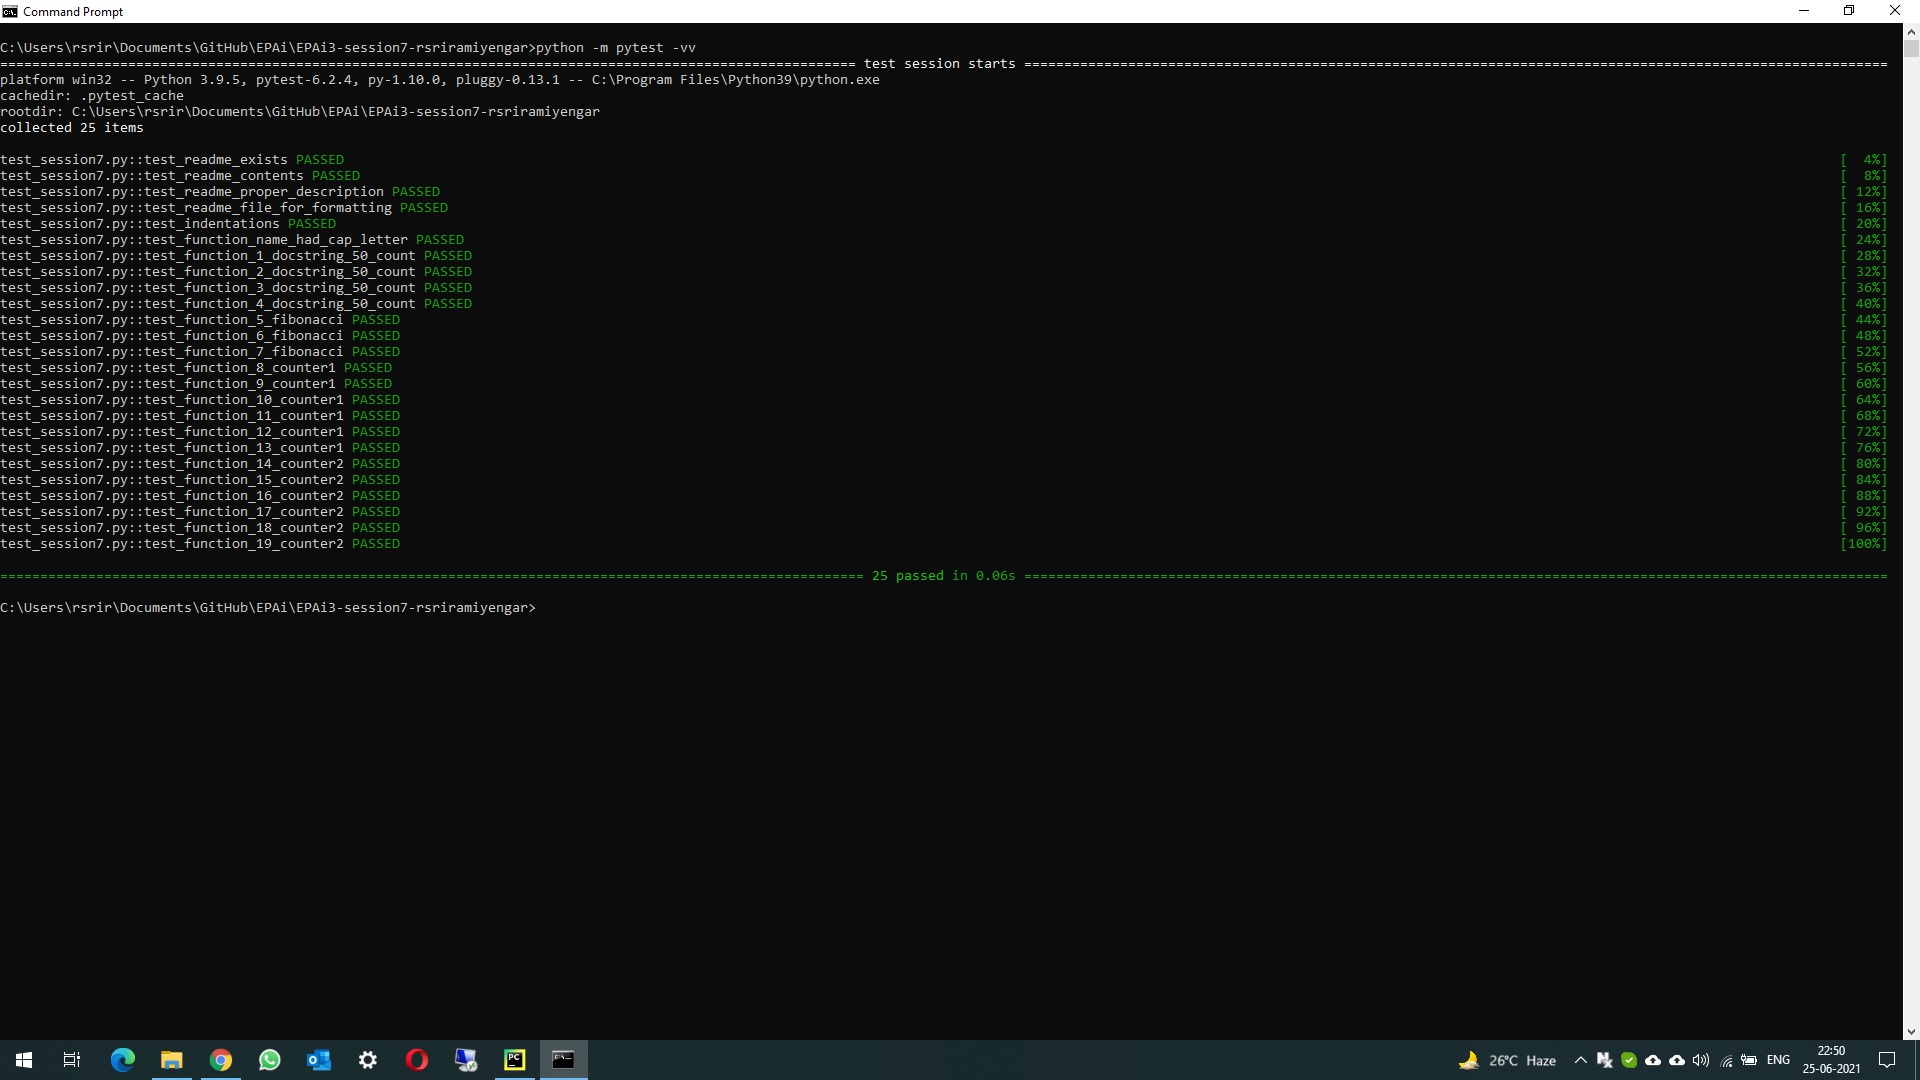 Command Prompt
C:\Users\rsrir\Documents\GitHub\EPAi\EPAi3-session7-rsriramiyengar>python -m pytest -vv
=========================================================================================================== test session starts ============================================================================================================
platform win32 -- Python 3.9.5, pytest-6.2.4, py-1.10.0, pluggy-0.13.1 -- C:\Program Files\Python39\python.exe
cachedir: .pytest_cache
rootdir: C:\Users\rsrir\Documents\GitHub\EPAi\EPAi3-session7-rsriramiyengar
collected 25 items
test_session7.py::test_readme_exists PASSED [  4%]
test_session7.py::test_readme_contents PASSED [  8%]
test_session7.py::test_readme_proper_description PASSED [ 12%]
test_session7.py::test_readme_file_for_formatting PASSED [ 16%]
test_session7.py::test_indentations PASSED [ 20%]
test_session7.py::test_function_name_had_cap_letter PASSED [ 24%]
test_session7.py::test_function_1_docstring_50_count PASSED [ 28%]
test_session7.py::test_function_2_docstring_50_count PASSED [ 32%]
test_session7.py::test_function_3_docstring_50_count PASSED [ 36%]
test_session7.py::test_function_4_docstring_50_count PASSED [ 40%]
test_session7.py::test_function_5_fibonacci PASSED [ 44%]
test_session7.py::test_function_6_fibonacci PASSED [ 48%]
test_session7.py::test_function_7_fibonacci PASSED [ 52%]
test_session7.py::test_function_8_counter1 PASSED [ 56%]
test_session7.py::test_function_9_counter1 PASSED [ 60%]
test_session7.py::test_function_10_counter1 PASSED [ 64%]
test_session7.py::test_function_11_counter1 PASSED [ 68%]
test_session7.py::test_function_12_counter1 PASSED [ 72%]
test_session7.py::test_function_13_counter1 PASSED [ 76%]
test_session7.py::test_function_14_counter2 PASSED [ 80%]
test_session7.py::test_function_15_counter2 PASSED [ 84%]
test_session7.py::test_function_16_counter2 PASSED [ 88%]
test_session7.py::test_function_17_counter2 PASSED [ 92%]
test_session7.py::test_function_18_counter2 PASSED [ 96%]
test_session7.py::test_function_19_counter2 PASSED [100%]
============================================================================================================ 25 passed in 0.06s ============================================================================================================
C:\Users\rsrir\Documents\GitHub\EPAi\EPAi3-session7-rsriramiyengar>
26°C Haze
ENG
22:50
25-06-2021